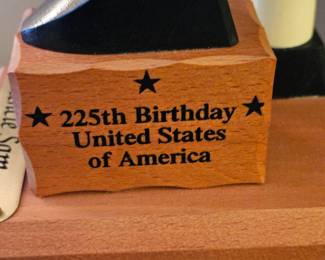 225th Birthday
United States
of America